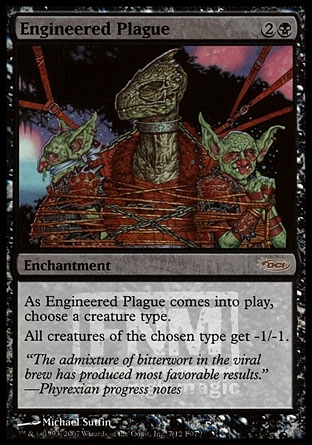 Engineered Plague 2
Enchantment DCI
As Engineered Plague comes into play,
choose a creature type.
All creatures of the chosen type get -1/-1.
“The admixture of bitterwort in the viral
brew has produced most favorable results.”
—Phyrexian progress notes
Michael Sutfin